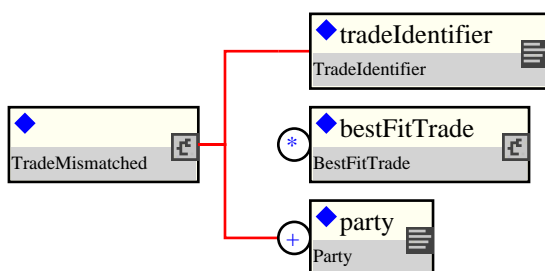 tradeIdentifier
TradeIdentifier
TradeMismatched
*
bestFitTrade
BestFitTrade
+
party
Party